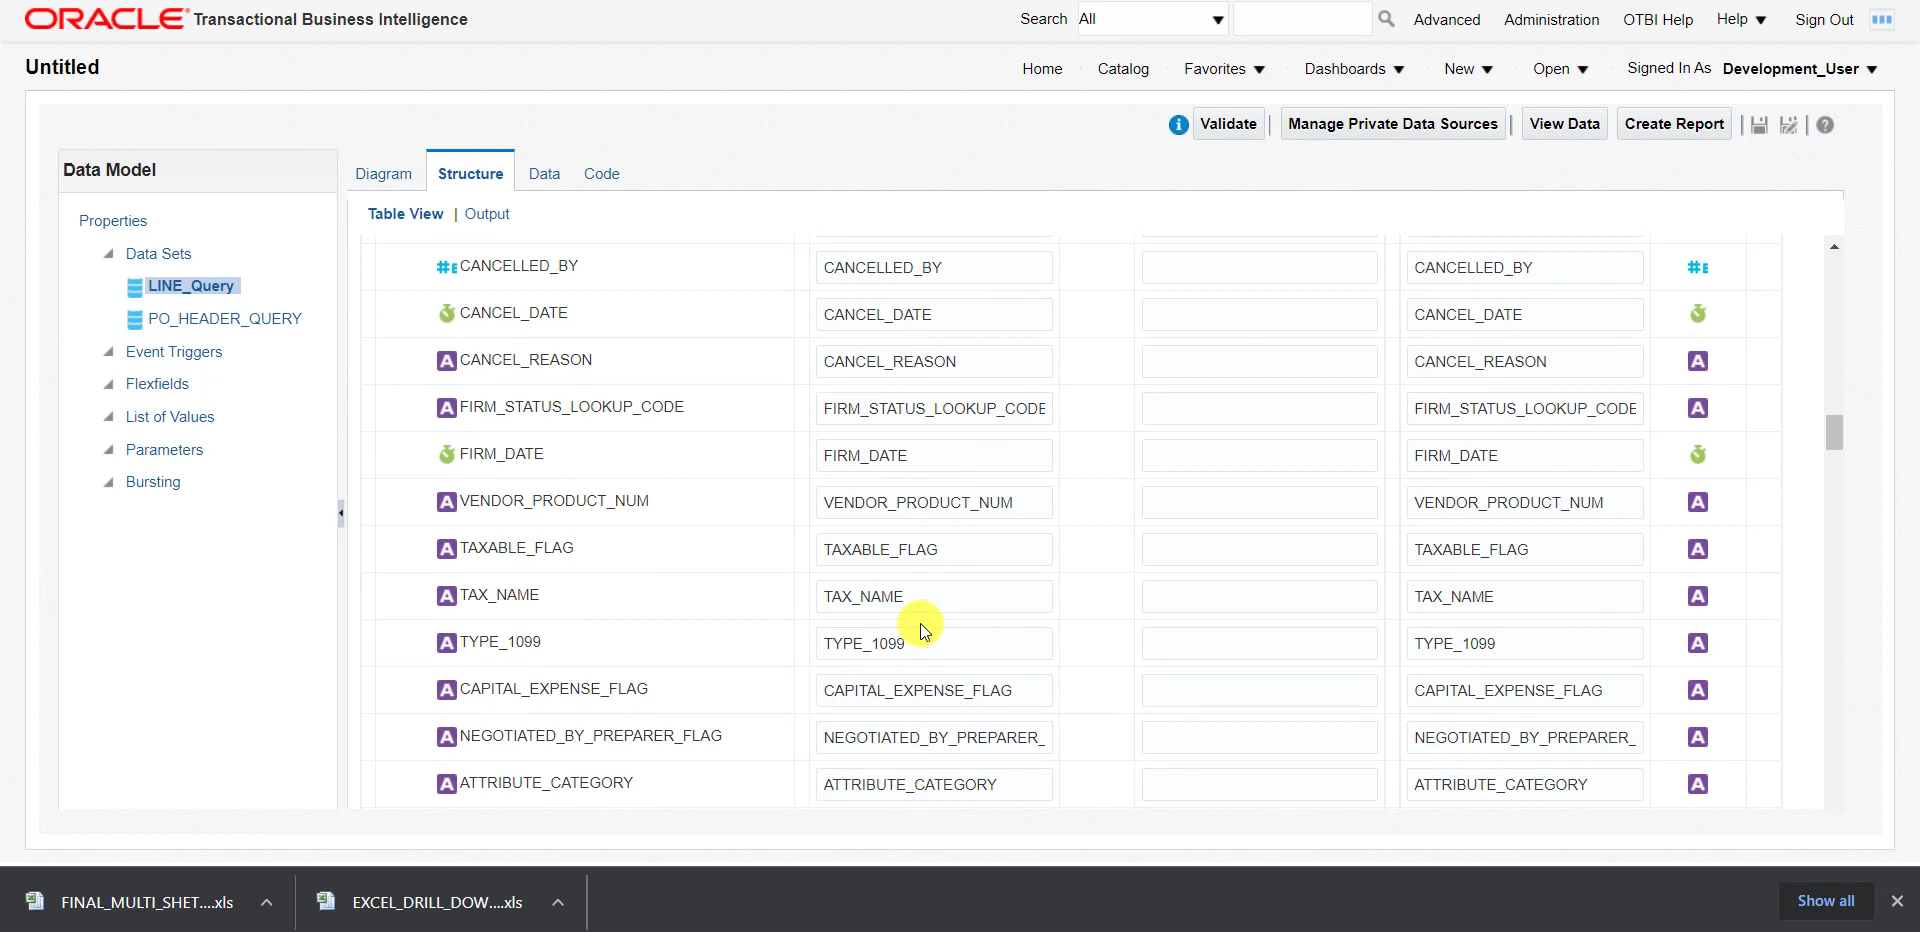 ORACLE Transactional Business Intelligence
Search All Advanced Administration OTBI Help Help Sign Out
Untitled
Home Catalog Favorites Dashboards New Open Signed In As Development_User
Validate | Manage Private Data Sources | View Data Create Report
Data Model
Properties
Data Sets
LINE_Query
PO_HEADER_QUERY
Event Triggers
Flexfields
List of Values
Parameters
Bursting
Diagram Structure Data Code
Table View | Output
CANCELLED_BY CANCELLED_BY CANCELLED_BY
CANCEL_DATE CANCEL_DATE CANCEL_DATE
A CANCEL_REASON CANCEL_REASON CANCEL_REASON A
A FIRM_STATUS_LOOKUP_CODE FIRM_STATUS_LOOKUP_CODE FIRM_STATUS_LOOKUP_CODE A
FIRM_DATE FIRM_DATE FIRM_DATE
A VENDOR_PRODUCT_NUM VENDOR_PRODUCT_NUM VENDOR_PRODUCT_NUM A
A TAXABLE_FLAG TAXABLE_FLAG TAXABLE_FLAG A
A TAX_NAME TAX_NAME TAX_NAME A
A TYPE_1099 TYPE_1099 TYPE_1099 A
A CAPITAL_EXPENSE_FLAG CAPITAL_EXPENSE_FLAG CAPITAL_EXPENSE_FLAG A
A NEGOTIATED_BY_PREPARER_FLAG NEGOTIATED_BY_PREPARER_ NEGOTIATED_BY_PREPARER_ A
A ATTRIBUTE_CATEGORY ATTRIBUTE_CATEGORY ATTRIBUTE_CATEGORY A
FINAL_MULTI_SHET....xls EXCEL_DRILL_DOW....xls Show all